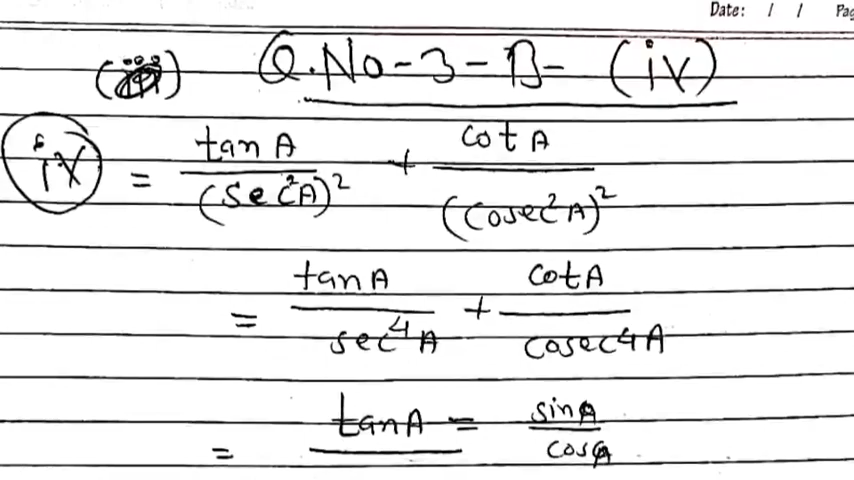 Date: / / Pag
(iii) Q.No-3-B- (iv)
iv = tan A / (sec²A)² + cot A / (cosec²A)²
= tan A / sec⁴A + cot A / cosec⁴A
= tan A = sin A / cos A